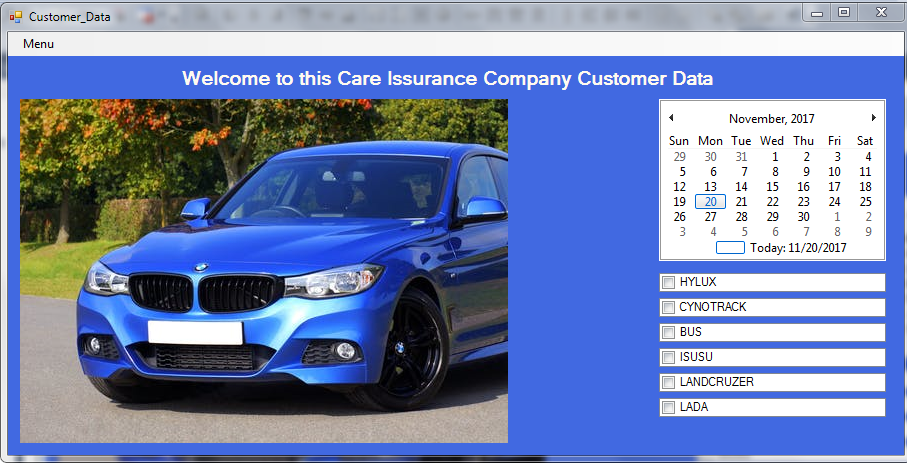 Customer_Data
Menu
Welcome to this Care Issurance Company Customer Data
November, 2017
Sun Mon Tue Wed Thu Fri Sat
29 30 31 1 2 3 4
5 6 7 8 9 10 11
12 13 14 15 16 17 18
19 20 21 22 23 24 25
26 27 28 29 30 1 2
3 4 5 6 7 8 9
Today: 11/20/2017
HYLUX
CYNOTRACK
BUS
ISUSU
LANDCRUZER
LADA